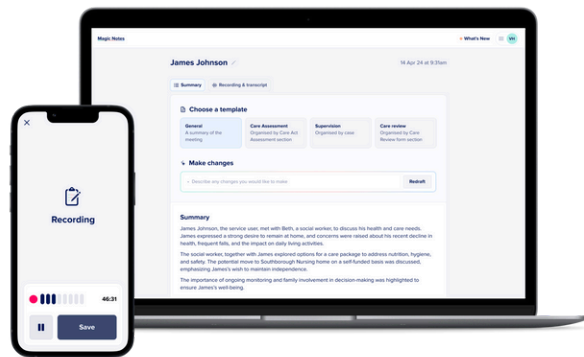 Magic Notes
What's New
VH
James Johnson
14 Apr 24 at 9:31am
Summary
Recording & transcript
Choose a template
General
A summary of the
meeting
Care Assessment
Organised by Care Act
Assessment section
Supervision
Organised by case
Care review
Organised by Care
Review form section
Make changes
Describe any changes you would like to make
Redraft
Summary
James Johnson, the service user, met with Beth, a social worker, to discuss his health and care needs.
James expressed a strong desire to remain at home, and concerns were raised about his recent decline in
health, frequent falls, and the impact on daily living activities.
The social worker, together with James explored options for a care package to address nutrition, hygiene,
and safety. The potential move to Southborough Nursing home on a self-funded basis was discussed,
emphasizing James's wish to maintain independence.
The importance of ongoing monitoring and family involvement in decision-making was highlighted to
ensure James's well-being.
Recording
46:31
Save